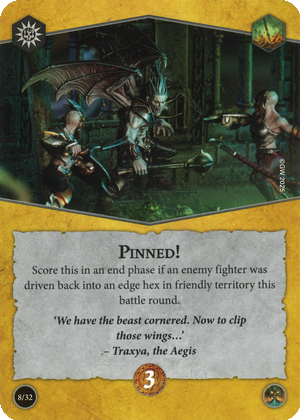 ©GW 2025
PINNED!
Score this in an end phase if an enemy fighter was
driven back into an edge hex in friendly territory this
battle round.
‘We have the beast cornered. Now to clip
those wings...’
– Traxya, the Aegis
3
8/32